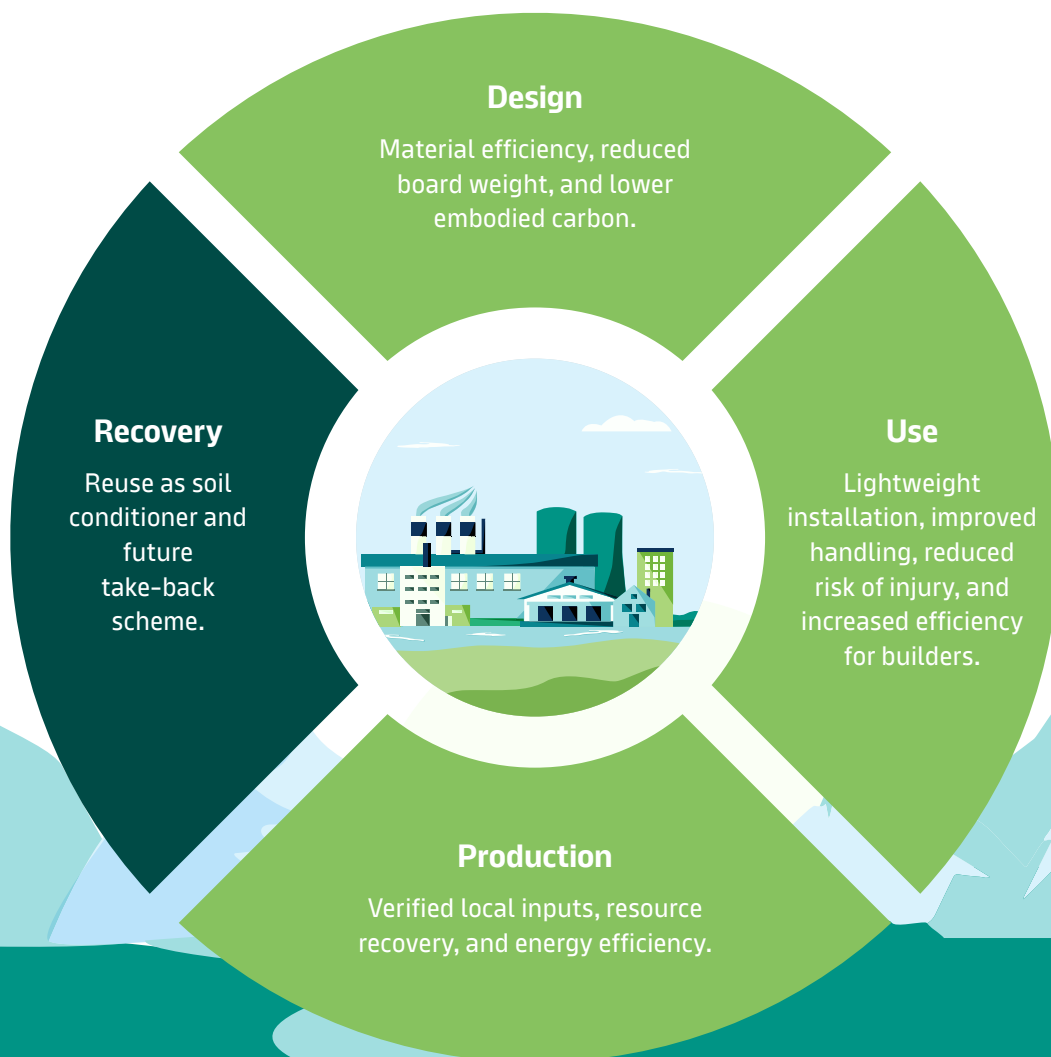 Design
Material efficiency, reduced
board weight, and lower
embodied carbon.
Recovery
Reuse as soil
conditioner and
future
take-back
scheme.
Use
Lightweight
installation, improved
handling, reduced
risk of injury, and
increased efficiency
for builders.
Production
Verified local inputs, resource
recovery, and energy efficiency.